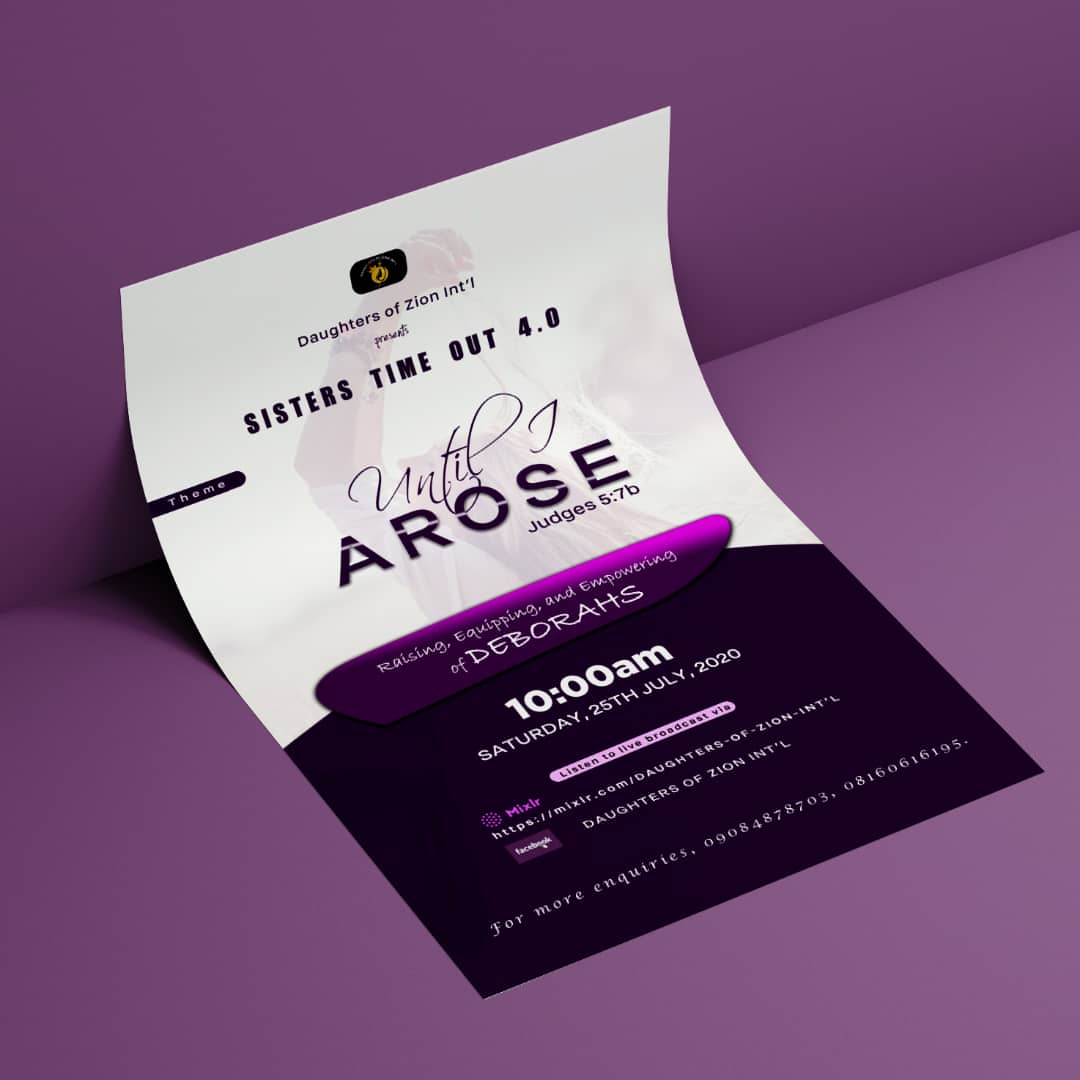 Daughters of Zion Int'l
presents
SISTERS TIME OUT 4.0
Theme
Until I
AROSE
Judges 5:7b
Raising, Equipping, and Empowering
of DEBORAHS
10:00am
SATURDAY, 25TH JULY, 2020
Listen to live broadcast via
Mixlr
https://mixlr.com/DAUGHTERS-OF-ZION-INT'L
facebook
DAUGHTERS OF ZION INT'L
For more enquiries, 09084878703, 08160616195.